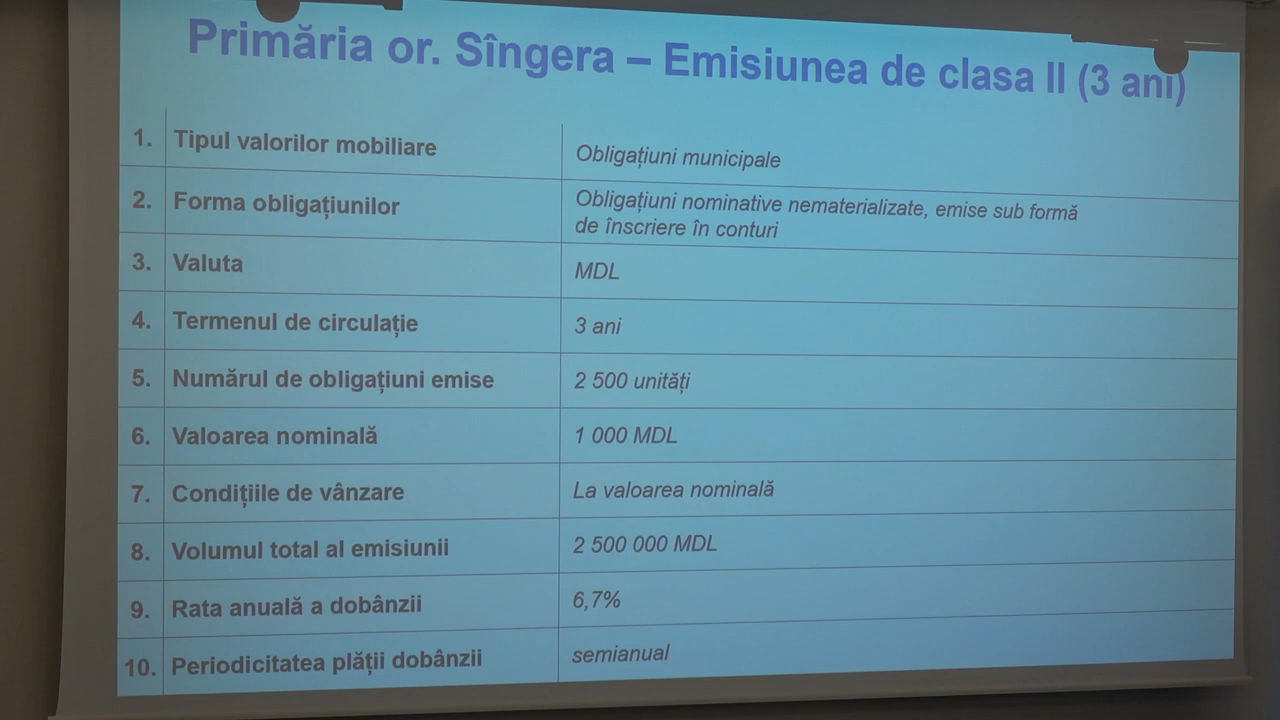 Primăria or. Sîngera – Emisiunea de clasa II (3 ani)
1. Tipul valorilor mobiliare Obligațiuni municipale
2. Forma obligațiunilor Obligațiuni nominative nematerializate, emise sub formă
de înscriere în conturi
3. Valuta MDL
4. Termenul de circulație 3 ani
5. Numărul de obligațiuni emise 2 500 unități
6. Valoarea nominală 1 000 MDL
7. Condițiile de vânzare La valoarea nominală
8. Volumul total al emisiunii 2 500 000 MDL
9. Rata anuală a dobânzii 6,7%
10. Periodicitatea plății dobânzii semianual